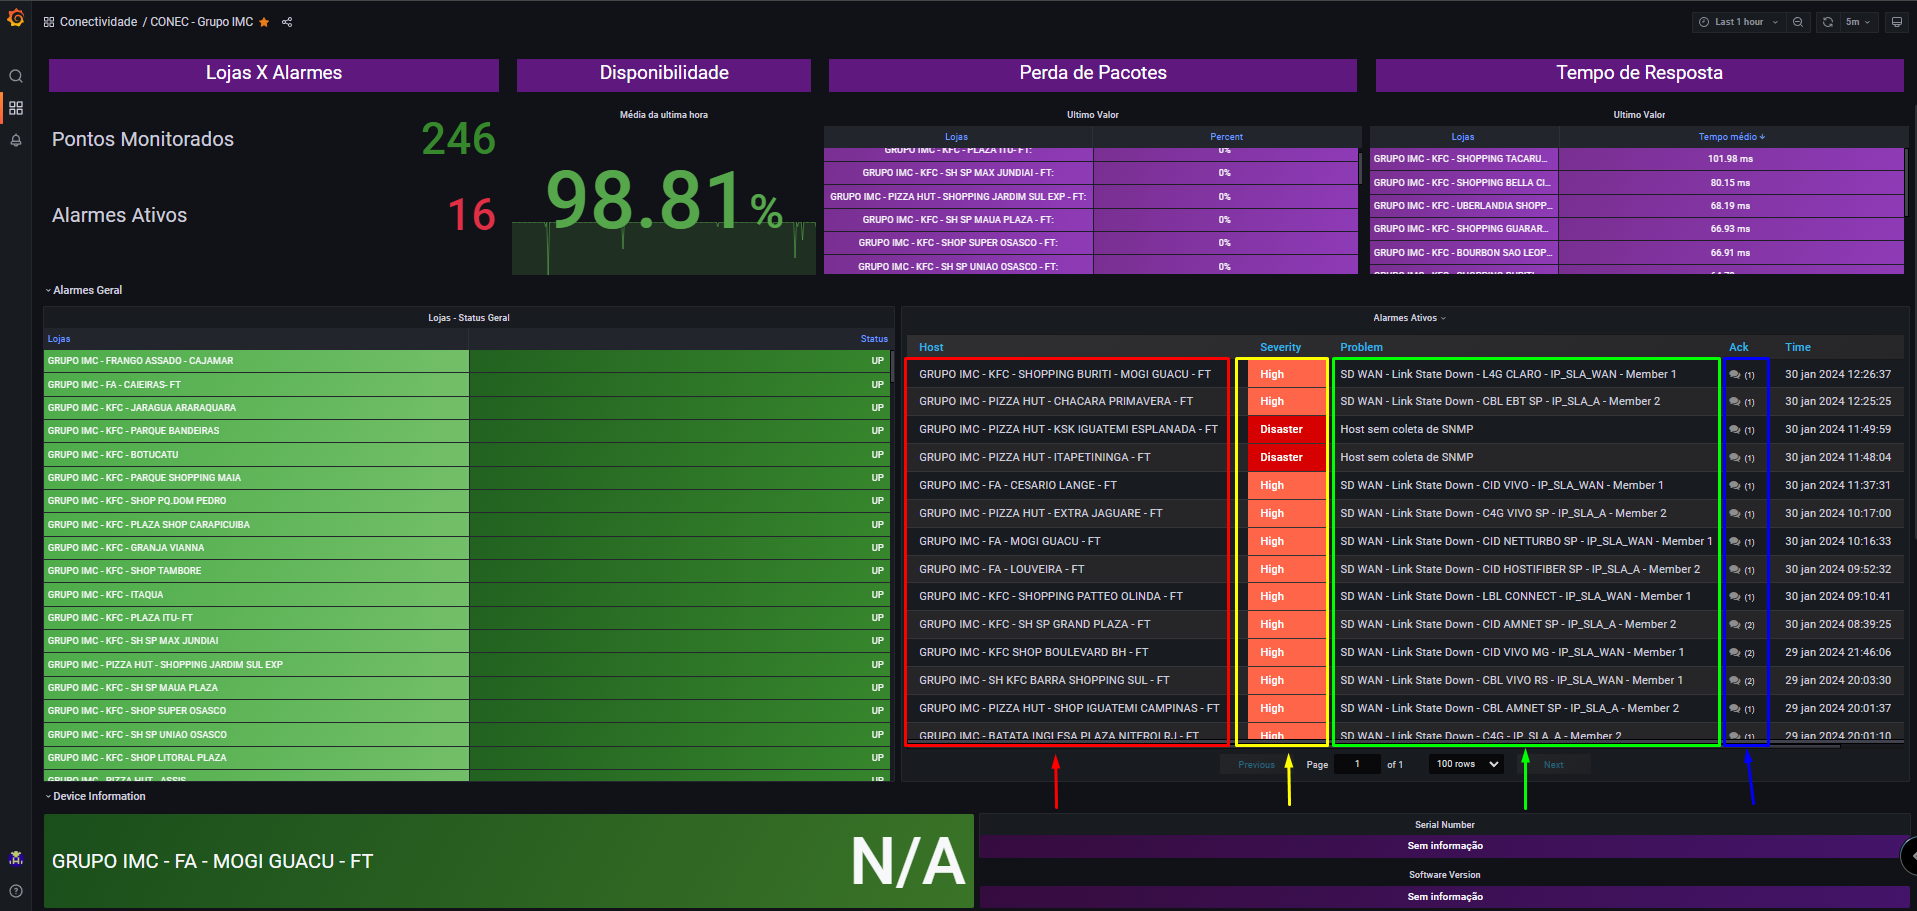 Conectividade / CONEC - Grupo IMC
Last 1 hour
5m
Lojas X Alarmes
Disponibilidade
Perda de Pacotes
Tempo de Resposta
Pontos Monitorados
246
Alarmes Ativos
16
Média da ultima hora
98.81%
Ultimo Valor
Lojas Percent
GRUPO IMC - KFC - PLAZA ITU- FT: 0%
GRUPO IMC - KFC - SH SP MAX JUNDIAI - FT: 0%
GRUPO IMC - PIZZA HUT - SHOPPING JARDIM SUL EXP - FT: 0%
GRUPO IMC - KFC - SH SP MAUA PLAZA - FT: 0%
GRUPO IMC - KFC - SHOP SUPER OSASCO - FT: 0%
GRUPO IMC - KFC - SH SP UNIAO OSASCO - FT: 0%
Ultimo Valor
Lojas Tempo médio
GRUPO IMC - KFC - SHOPPING TACARU... 101.98 ms
GRUPO IMC - KFC - SHOPPING BELLA CI... 80.15 ms
GRUPO IMC - KFC - UBERLANDIA SHOPP... 68.19 ms
GRUPO IMC - KFC - SHOPPING GUARAR... 66.93 ms
GRUPO IMC - KFC - BOURBON SAO LEOP... 66.91 ms
Alarmes Geral
Lojas - Status Geral
Lojas Status
GRUPO IMC - FRANGO ASSADO - CAJAMAR UP
GRUPO IMC - FA - CAIEIRAS- FT UP
GRUPO IMC - KFC - JARAGUA ARARAQUARA UP
GRUPO IMC - KFC - PARQUE BANDEIRAS UP
GRUPO IMC - KFC - BOTUCATU UP
GRUPO IMC - KFC - PARQUE SHOPPING MAIA UP
GRUPO IMC - KFC - SHOP PQ.DOM PEDRO UP
GRUPO IMC - KFC - PLAZA SHOP CARAPICUIBA UP
GRUPO IMC - KFC - GRANJA VIANNA UP
GRUPO IMC - KFC - SHOP TAMBORE UP
GRUPO IMC - KFC - ITAQUA UP
GRUPO IMC - KFC - PLAZA ITU- FT UP
GRUPO IMC - KFC - SH SP MAX JUNDIAI UP
GRUPO IMC - PIZZA HUT - SHOPPING JARDIM SUL EXP UP
GRUPO IMC - KFC - SH SP MAUA PLAZA UP
GRUPO IMC - KFC - SHOP SUPER OSASCO UP
GRUPO IMC - KFC - SH SP UNIAO OSASCO UP
GRUPO IMC - KFC - SHOP LITORAL PLAZA UP
GRUPO IMC - PIZZA HUT - ASSIS UP
Alarmes Ativos
Host Severity Problem Ack Time
GRUPO IMC - KFC - SHOPPING BURITI - MOGI GUACU - FT High SD WAN - Link State Down - L4G CLARO - IP_SLA_WAN - Member 1 (1) 30 jan 2024 12:26:37
GRUPO IMC - PIZZA HUT - CHACARA PRIMAVERA - FT High SD WAN - Link State Down - CBL EBT SP - IP_SLA_A - Member 2 (1) 30 jan 2024 12:25:25
GRUPO IMC - PIZZA HUT - KSK IGUATEMI ESPLANADA - FT Disaster Host sem coleta de SNMP (1) 30 jan 2024 11:49:59
GRUPO IMC - PIZZA HUT - ITAPETININGA - FT Disaster Host sem coleta de SNMP (1) 30 jan 2024 11:48:04
GRUPO IMC - FA - CESARIO LANGE - FT High SD WAN - Link State Down - CID VIVO - IP_SLA_WAN - Member 1 (1) 30 jan 2024 11:37:31
GRUPO IMC - PIZZA HUT - EXTRA JAGUARE - FT High SD WAN - Link State Down - C4G VIVO SP - IP_SLA_A - Member 2 (1) 30 jan 2024 10:17:00
GRUPO IMC - FA - MOGI GUACU - FT High SD WAN - Link State Down - CID NETTURBO SP - IP_SLA_WAN - Member 1 (1) 30 jan 2024 10:16:33
GRUPO IMC - FA - LOUVEIRA - FT High SD WAN - Link State Down - CID HOSTIFIBER SP - IP_SLA_A - Member 2 (1) 30 jan 2024 09:52:32
GRUPO IMC - KFC - SHOPPING PATTEO OLINDA - FT High SD WAN - Link State Down - LBL CONNECT - IP_SLA_WAN - Member 1 (1) 30 jan 2024 09:10:41
GRUPO IMC - KFC - SH SP GRAND PLAZA - FT High SD WAN - Link State Down - CID AMNET SP - IP_SLA_A - Member 2 (2) 30 jan 2024 08:39:25
GRUPO IMC - KFC SHOP BOULEVARD BH - FT High SD WAN - Link State Down - CID VIVO MG - IP_SLA_WAN - Member 1 (2) 29 jan 2024 21:46:06
GRUPO IMC - SH KFC BARRA SHOPPING SUL - FT High SD WAN - Link State Down - CBL VIVO RS - IP_SLA_WAN - Member 1 (2) 29 jan 2024 20:03:30
GRUPO IMC - PIZZA HUT - SHOP IGUATEMI CAMPINAS - FT High SD WAN - Link State Down - CBL AMNET SP - IP_SLA_A - Member 2 (1) 29 jan 2024 20:01:37
GRUPO IMC - BATATA INGLESA PLAZA NITEROI RJ - FT High SD WAN - Link State Down - C4G - IP_SLA_A - Member 2 (1) 29 jan 2024 20:01:10
Previous Page 1 of 1 100 rows Next
Device Information
GRUPO IMC - FA - MOGI GUACU - FT N/A
Serial Number
Sem informação
Software Version
Sem informação